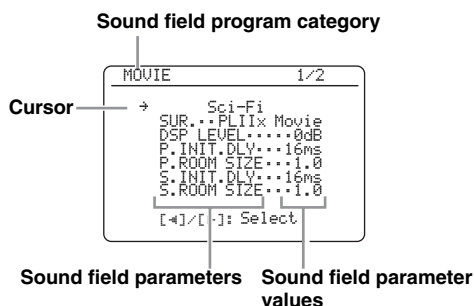 Sound field program category
MOVIE 1/2
Cursor
→ Sci-Fi
SUR.··PLIIx Movie
DSP LEVEL·····0dB
P.INIT.DLY···16ms
P.ROOM SIZE···1.0
S.INIT.DLY···16ms
S.ROOM SIZE···1.0
[◀]/[▶]: Select
Sound field parameters
Sound field parameter
values